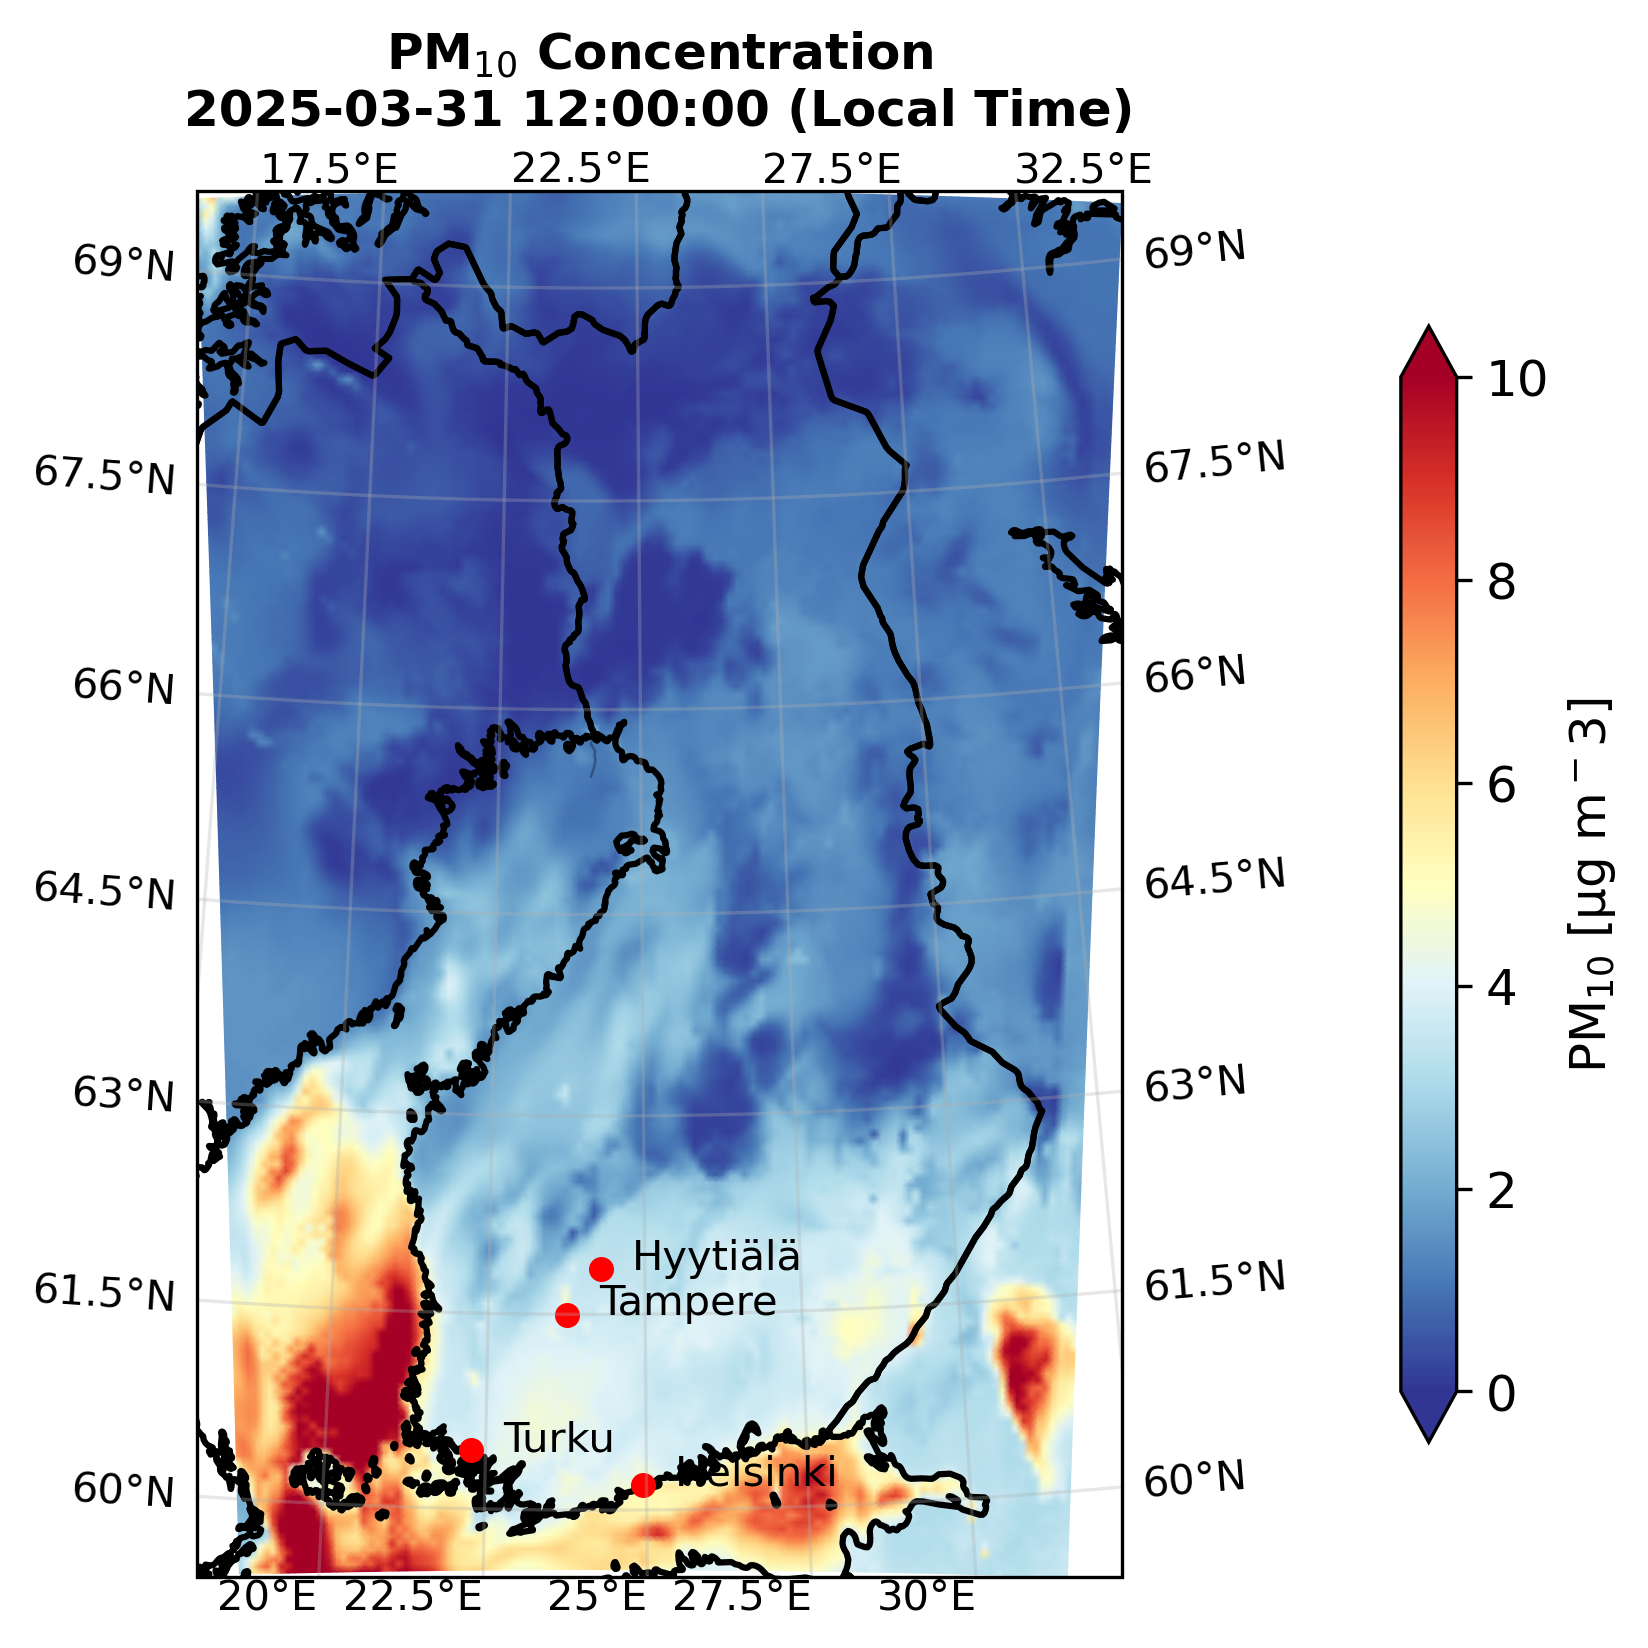 PM₁₀ Concentration
2025-03-31 12:00:00 (Local Time)
17.5°E 22.5°E 27.5°E 32.5°E
69°N 69°N
67.5°N 67.5°N
66°N 66°N
64.5°N 64.5°N
63°N 63°N
61.5°N 61.5°N
60°N 60°N
Hyytiälä
Tampere
Turku
Helsinki
20°E 22.5°E 25°E 27.5°E 30°E
10
8
6
4
2
0
PM₁₀ [µg m⁻ 3]